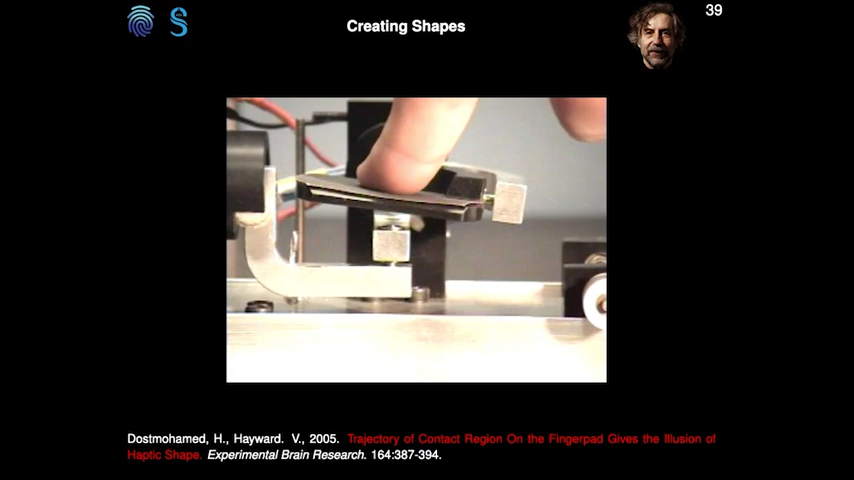 39
Creating Shapes
Dostmohamed, H., Hayward. V., 2005. Trajectory of Contact Region On the Fingerpad Gives the Illusion of
Haptic Shape. Experimental Brain Research. 164:387-394.